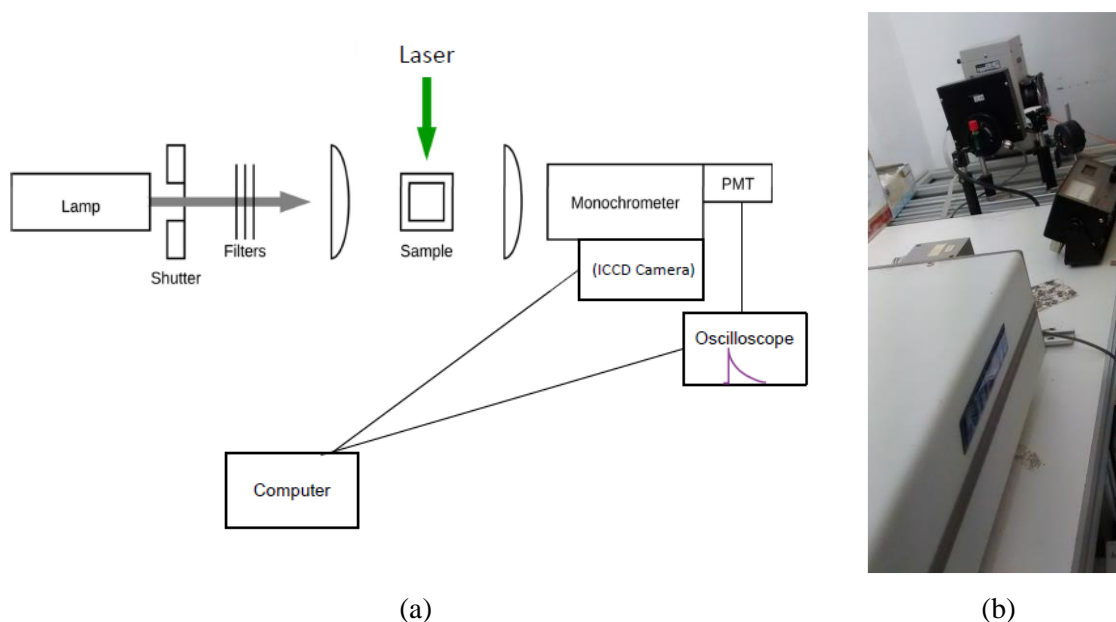 Laser
Lamp
Shutter
Filters
Sample
Monochrometer
PMT
(ICCD Camera)
Oscilloscope
Computer
(a)
(b)